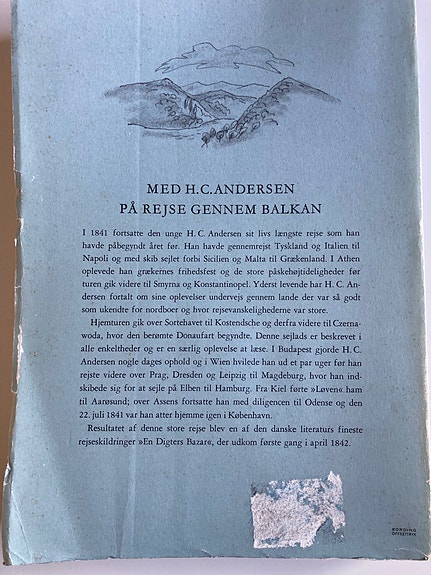 MED H.C.ANDERSEN
PÅ REJSE GENNEM BALKAN
I 1841 fortsatte den unge H. C. Andersen sit livs længste rejse som han
havde påbegyndt året før. Han havde gennemrejst Tyskland og Italien til
Napoli og med skib sejlet forbi Sicilien og Malta til Grækenland. I Athen
oplevede han grækernes frihedsfest og de store påskehøjtideligheder før
turen gik videre til Smyrna og Konstantinopel. Yderst levende har H. C. An-
dersen fortalt om sine oplevelser undervejs gennem lande der var så godt
som ukendte for nordboer og hvor rejsevanskelighederne var store.
Hjemturen gik over Sortehavet til Kostendsche og derfra videre til Czerna-
woda, hvor den berømte Donaufart begyndte. Denne sejlads er beskrevet i
alle enkeltheder og er en særlig oplevelse at læse. I Budapest gjorde H. C.
Andersen nogle dages ophold og i Wien hvilede han ud et par uger før han
rejste videre over Prag, Dresden og Leipzig til Magdeburg, hvor han ind-
skibede sig for at sejle på Elben til Hamburg. Fra Kiel førte »Løven« ham
til Aarøsund; over Assens fortsatte han med diligencen til Odense og den
22. juli 1841 var han atter hjemme igen i København.
Resultatet af denne store rejse blev en af den danske literaturs fineste
rejseskildringer »En Digters Bazar«, der udkom første gang i april 1842.
NORDING
OFFSETTRYK